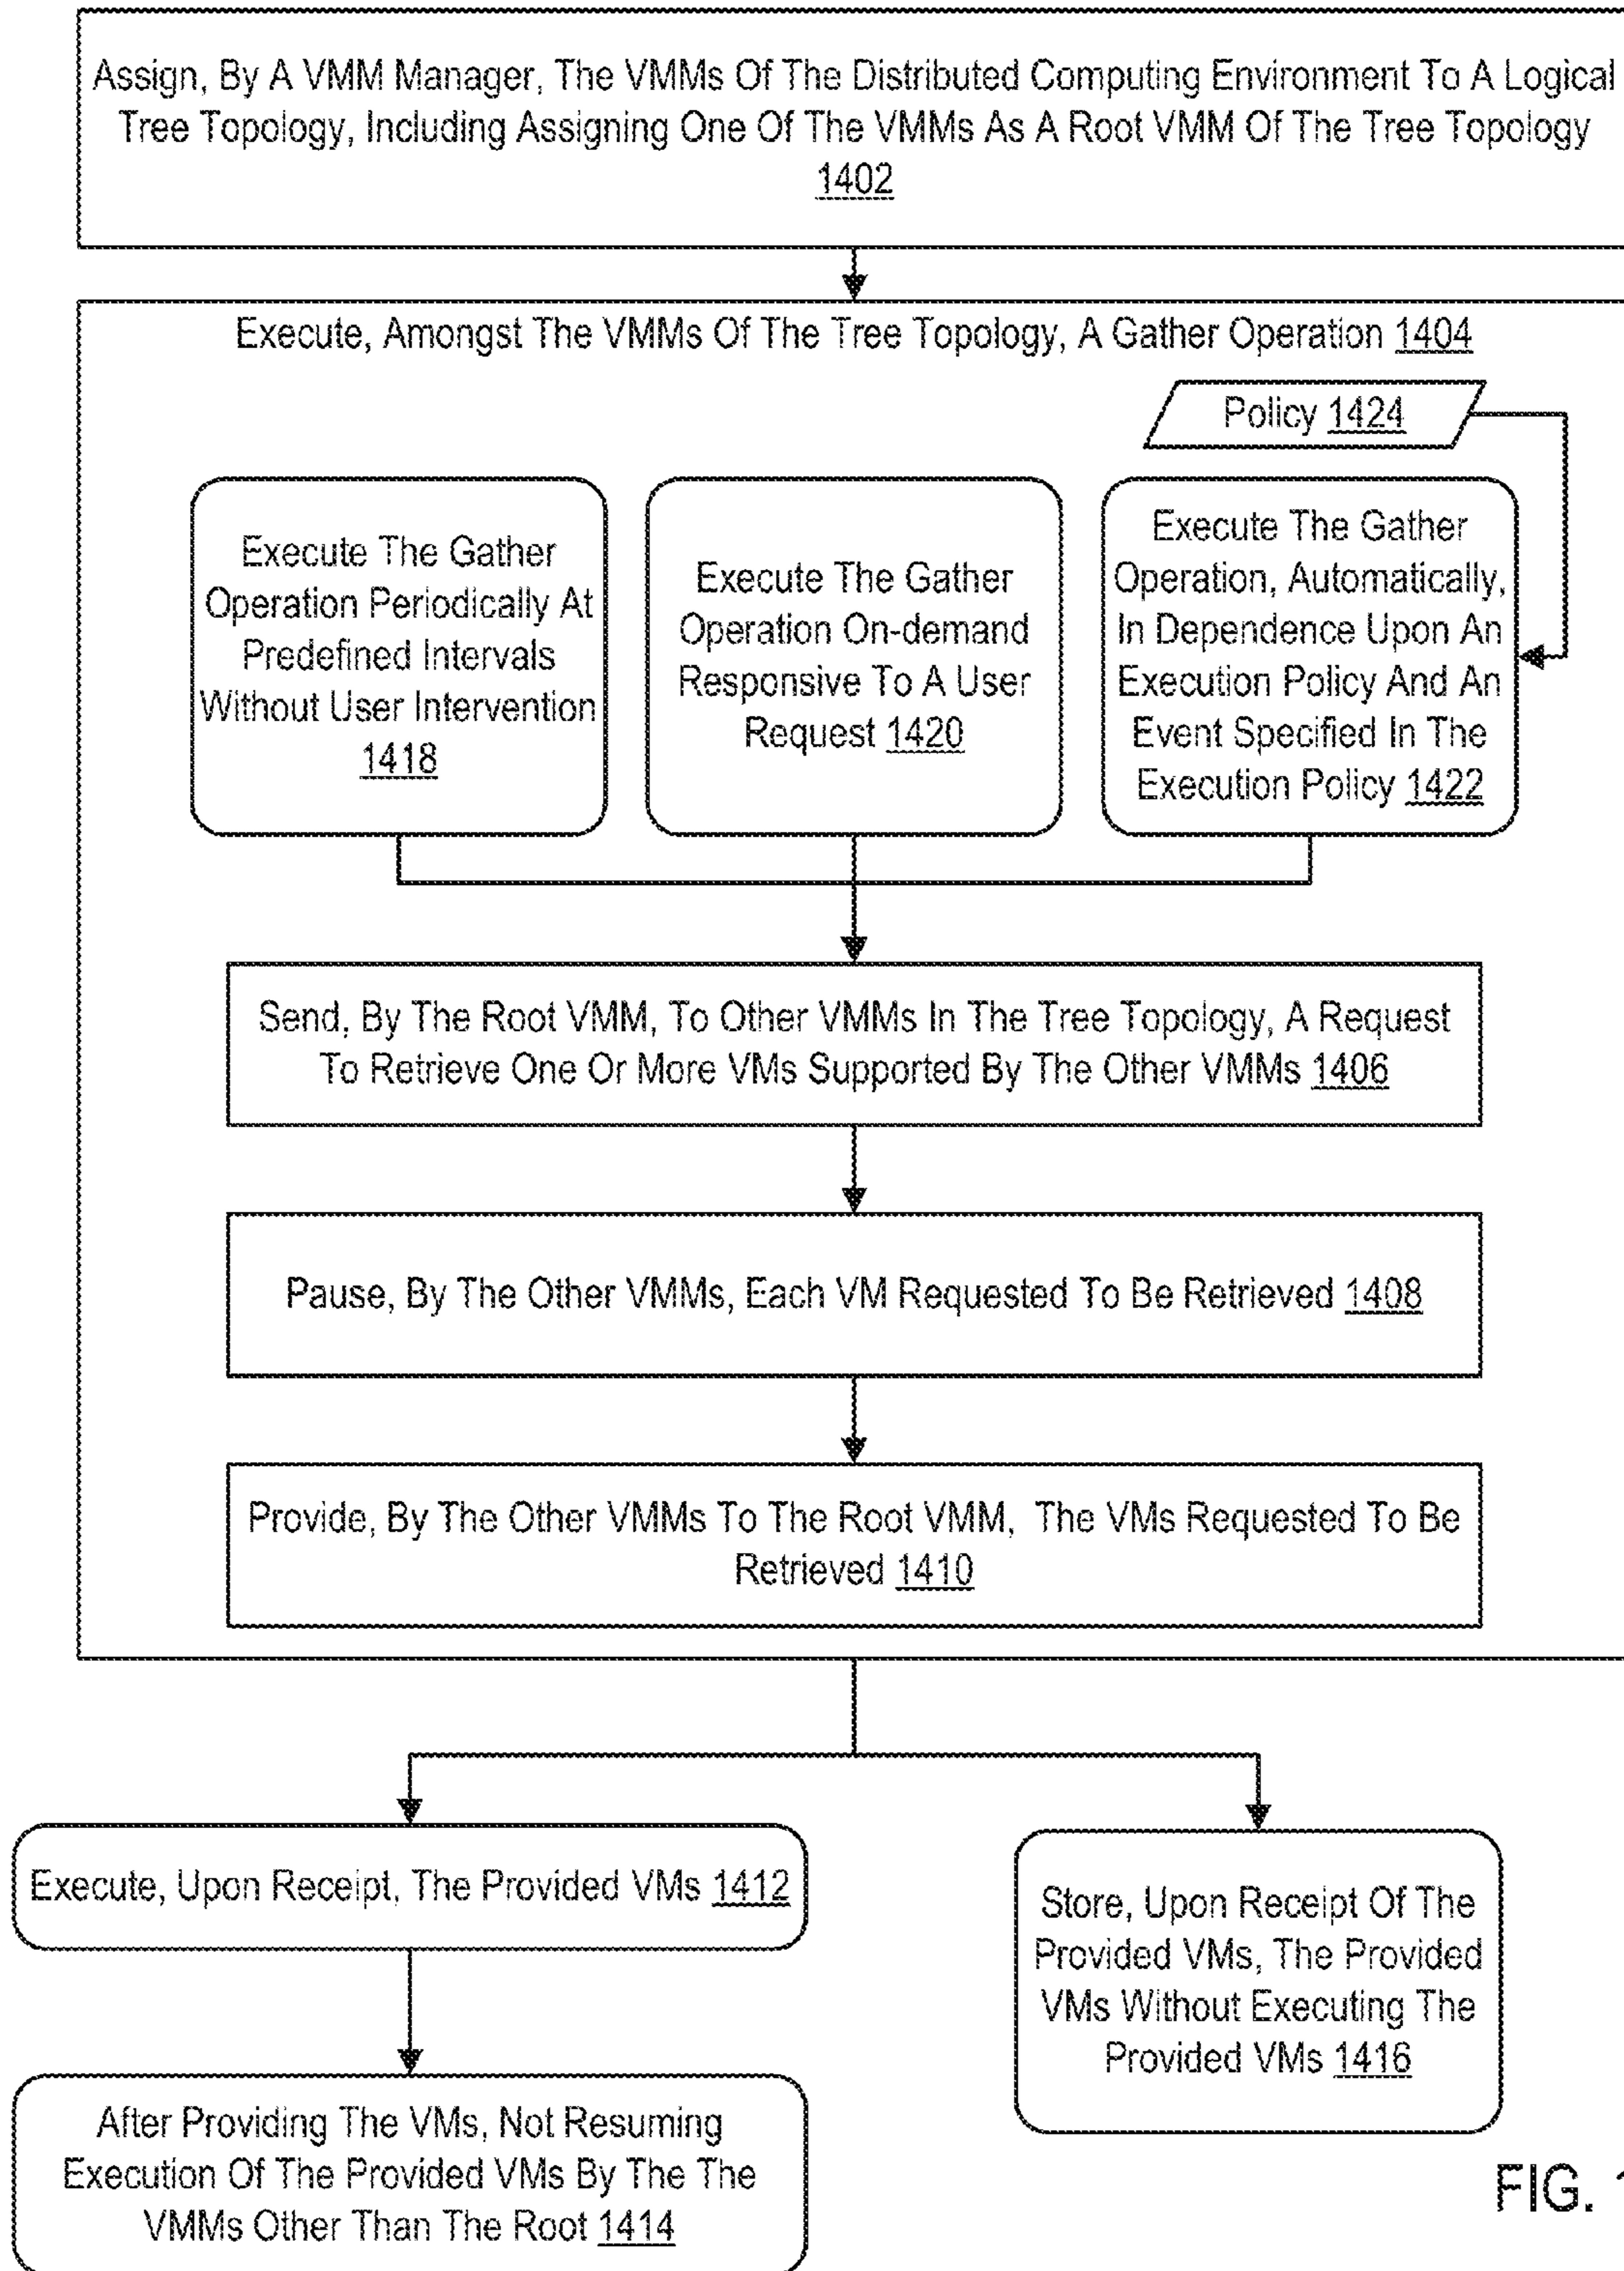 Assign, By A VMM Manager, The VMMs Of The Distributed Computing Environment To A Logical
Tree Topology, Including Assigning One Of The VMMs As A Root VMM Of The Tree Topology
1402
Execute, Amongst The VMMs Of The Tree Topology, A Gather Operation 1404
Policy 1424
Execute The Gather
Operation Periodically At
Predefined Intervals
Without User Intervention
1418
Execute The Gather
Operation On-demand
Responsive To A User
Request 1420
Execute The Gather
Operation, Automatically,
In Dependence Upon An
Execution Policy And An
Event Specified In The
Execution Policy 1422
Send, By The Root VMM, To Other VMMs In The Tree Topology, A Request
To Retrieve One Or More VMs Supported By The Other VMMs 1406
Pause, By The Other VMMs, Each VM Requested To Be Retrieved 1408
Provide, By The Other VMMs To The Root VMM, The VMs Requested To Be
Retrieved 1410
Execute, Upon Receipt, The Provided VMs 1412
After Providing The VMs, Not Resuming
Execution Of The Provided VMs By The The
VMMs Other Than The Root 1414
Store, Upon Receipt Of The
Provided VMs, The Provided
VMs Without Executing The
Provided VMs 1416
FIG.